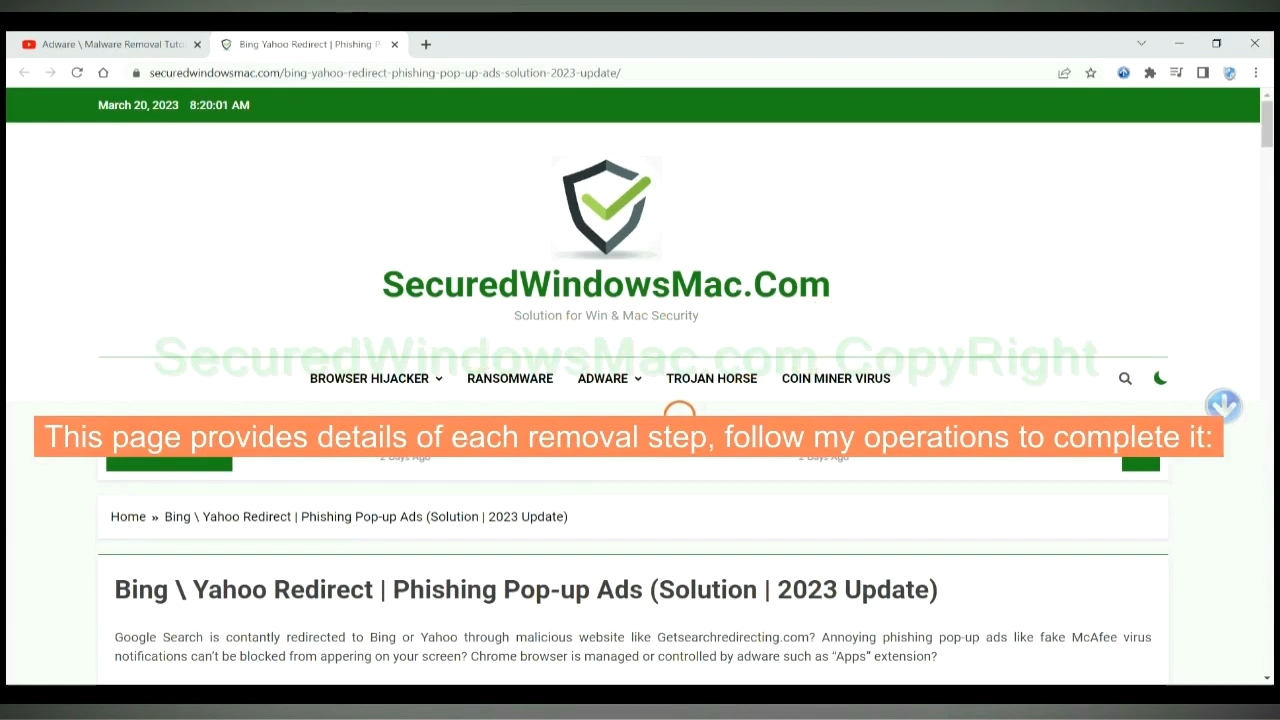 Adware \ Malware Removal Tuto
Bing Yahoo Redirect | Phishing P
securedwindowsmac.com/bing-yahoo-redirect-phishing-pop-up-ads-solution-2023-update/
March 20, 2023 8:20:01 AM
SecuredWindowsMac.Com
Solution for Win & Mac Security
SecuredWindowsMac.com CopyRight
BROWSER HIJACKER RANSOMWARE ADWARE TROJAN HORSE COIN MINER VIRUS
This page provides details of each removal step, follow my operations to complete it:
2 Days Ago 2 Days Ago
Home » Bing \ Yahoo Redirect | Phishing Pop-up Ads (Solution | 2023 Update)
Bing \ Yahoo Redirect | Phishing Pop-up Ads (Solution | 2023 Update)
Google Search is contantly redirected to Bing or Yahoo through malicious website like Getsearchredirecting.com? Annoying phishing pop-up ads like fake McAfee virus
notifications can't be blocked from appering on your screen? Chrome browser is managed or controlled by adware such as “Apps” extension?